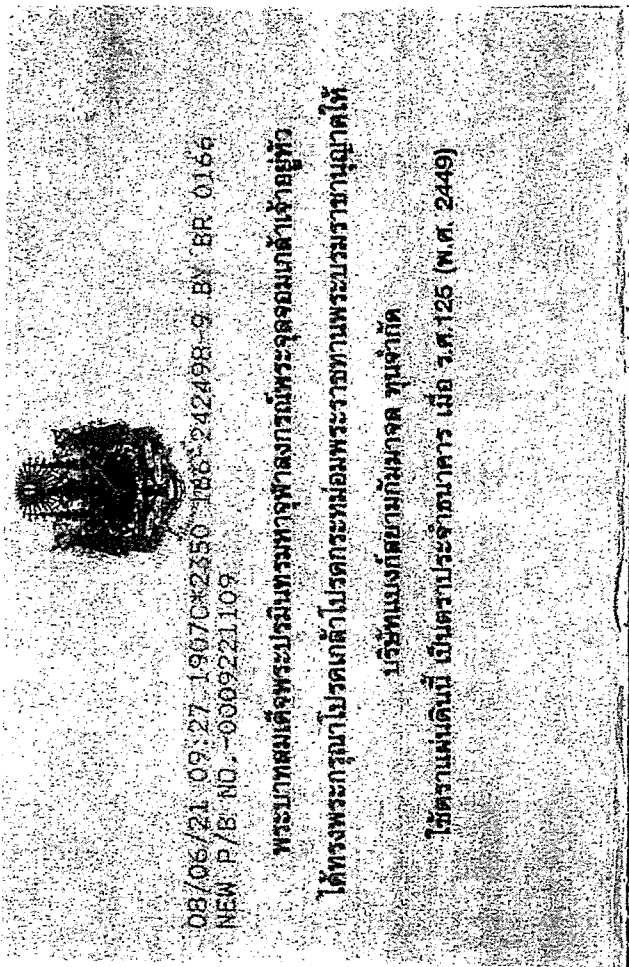 08/06/21 09:27 1907C*2350 186-242498-9 BY BR 0166
NEW P/B NO.-0009221109
พระบาทสมเด็จพระปรมินทรมหาจุฬาลงกรณ์พระจุลจอมเกล้าเจ้าอยู่หัว
ได้ทรงพระกรุณาโปรดเกล้าโปรดกระหม่อมพระราชทานพระบรมราชานุญาตให้
บริษัทแบงก์สยามกัมมาจล ทุนจำกัด
ใช้ตราแผ่นดินนี้ เป็นตราประจำธนาคาร เมื่อ ร.ศ.125 (พ.ศ. 2449)